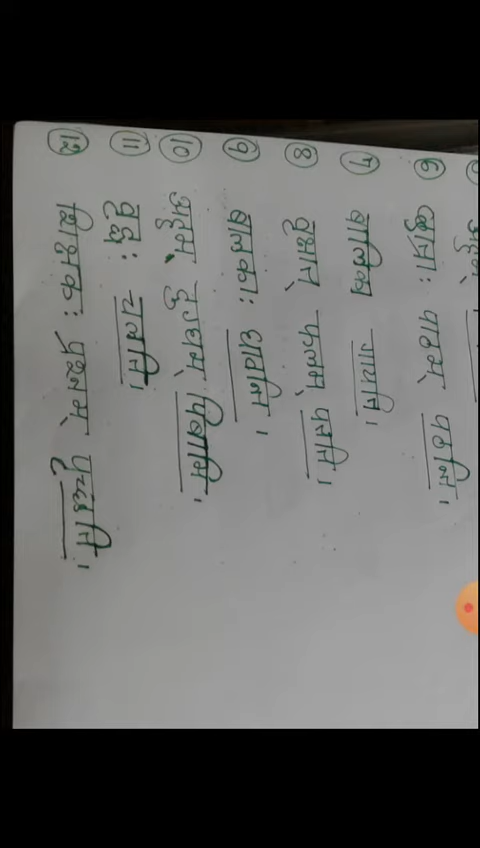 ⑥ छात्राः पाठम् पठन्ति।
⑦ बालिका गायति।
⑧ वृक्षात् फलम् पतति।
⑨ बालकाः धावन्ति।
⑩ अहम् दुग्धम् पिबामि।
⑪ वृद्धः चलति।
⑫ शिक्षकः प्रश्नम् पृच्छति।